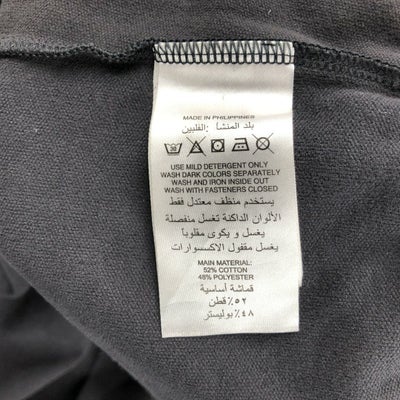 MADE IN PHILIPPINES
بلد المنشأ: الفلبين
30
USE MILD DETERGENT ONLY
WASH DARK COLORS SEPARATELY
WASH AND IRON INSIDE OUT
WASH WITH FASTENERS CLOSED
يستخدم منظف معتدل فقط
الألوان الداكنة تغسل منفصلة
يغسل و يكوى مقلوباً
يغسل مقفول الاكسسوارات
MAIN MATERIAL:
52% COTTON
48% POLYESTER
قماشة أساسية
٥٢٪ قطن
٤٨٪ بوليستر